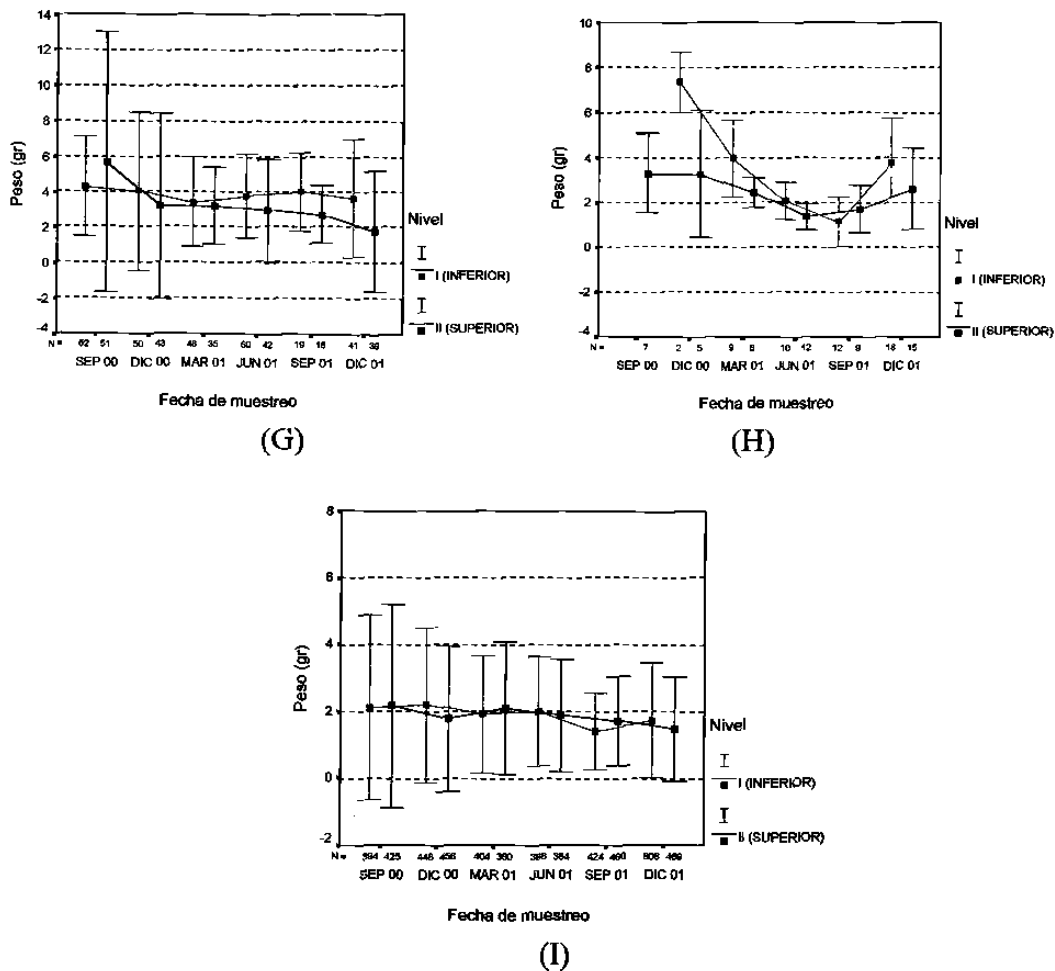 14
12
10
8
6
4
2
0
-2
-4
Peso (gr)
Nivel
I (INFERIOR)
II (SUPERIOR)
N = 62 51 50 43 48 35 60 42 19 18 41 39
SEP 00 DIC 00 MAR 01 JUN 01 SEP 01 DIC 01
Fecha de muestreo
(G)
10
8
6
4
2
0
-2
-4
Peso (gr)
Nivel
I (INFERIOR)
II (SUPERIOR)
N = 7 2 5 9 8 10 12 12 9 18 15
SEP 00 DIC 00 MAR 01 JUN 01 SEP 01 DIC 01
Fecha de muestreo
(H)
8
6
4
2
0
-2
Peso (gr)
Nivel
I (INFERIOR)
II (SUPERIOR)
N = 394 425 448 456 404 424 460 469
SEP 00 DIC 00 MAR 01 JUN 01 SEP 01 DIC 01
Fecha de muestreo
(I)